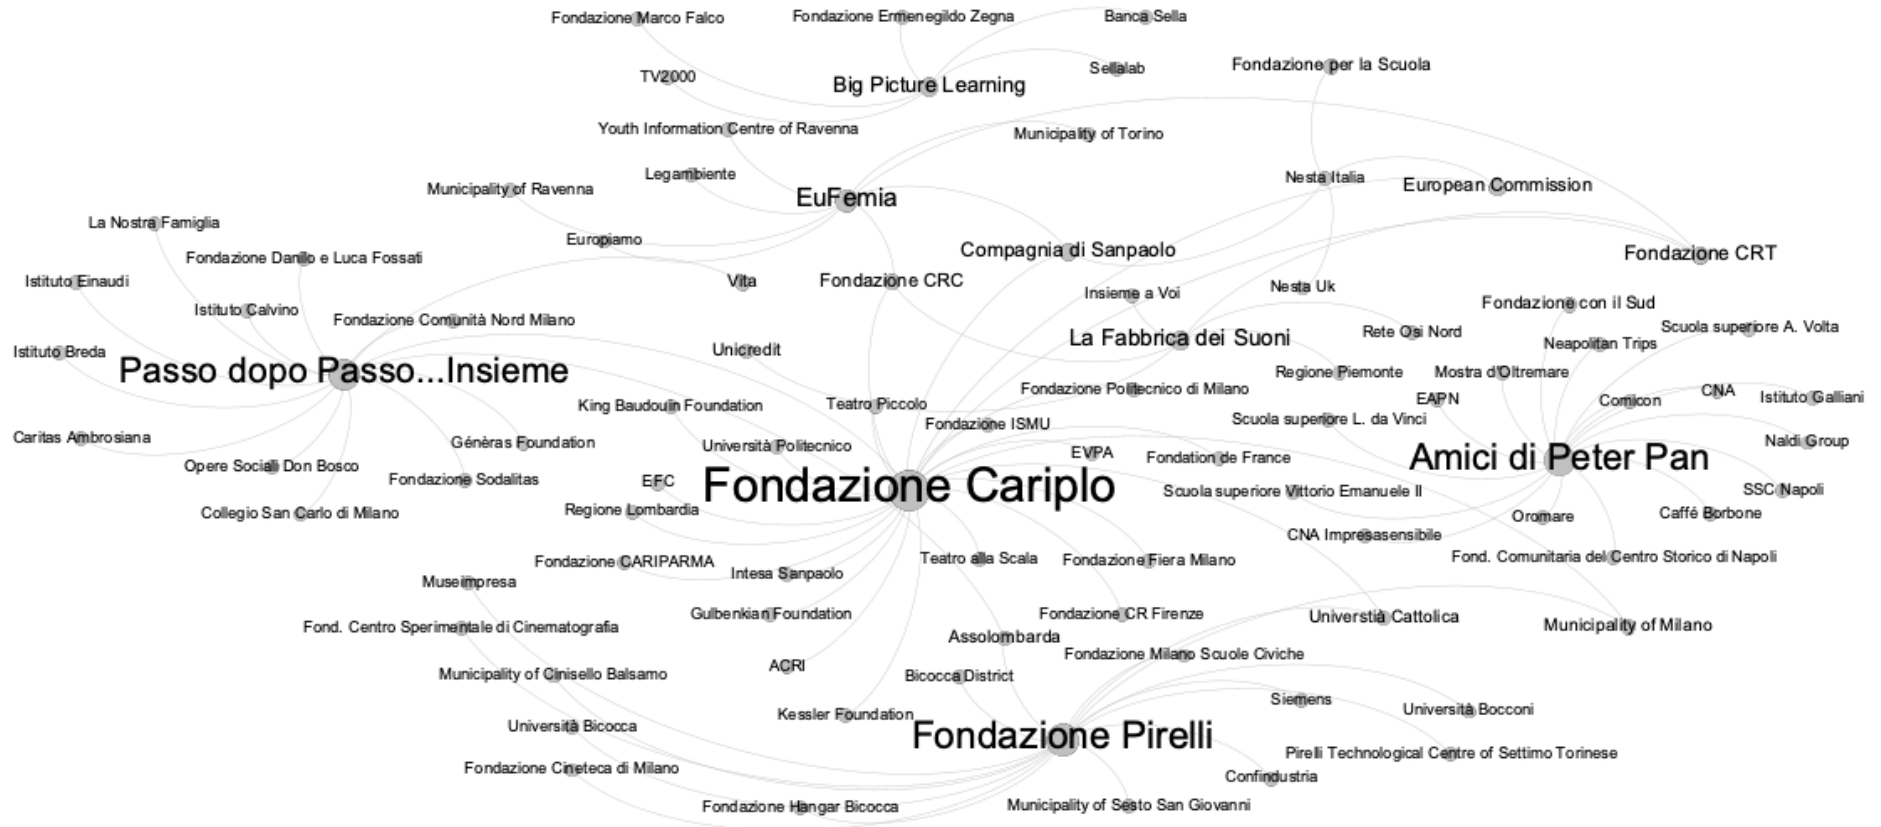 Fondazione Marco Falco
Fondazione Ermenegildo Zegna
Banca Sella
Fondazione per la Scuola
Sellalab
TV2000
Big Picture Learning
Youth Information Centre of Ravenna
Municipality of Torino
Legambiente
Nesta Italia
European Commission
Municipality of Ravenna
EuFemia
La Nostra Famiglia
Europiamo
Compagnia di Sanpaolo
Fondazione CRT
Fondazione Danilo e Luca Fossati
Istituto Einaudi
Vita
Fondazione CRC
Nesta Uk
Insieme a Voi
Fondazione con il Sud
Istituto Calvino
Fondazione Comunità Nord Milano
Scuola superiore A. Volta
Rete Osi Nord
La Fabbrica dei Suoni
Neapolitan Trips
Unicredit
Istituto Breda
Passo dopo Passo...Insieme
Regione Piemonte
Mostra d'Oltremare
Fondazione Politecnico di Milano
CNA
Istituto Galliani
EAPN
Comicon
King Baudouin Foundation
Teatro Piccolo
Scuola superiore L. da Vinci
Fondazione ISMU
Caritas Ambrosiana
Génèras Foundation
Università Politecnico
Naldi Group
EVPA
Fondation de France
Amici di Peter Pan
Opere Sociali Don Bosco
Fondazione Sodalitas
EFC
Fondazione Cariplo
Scuola superiore Vittorio Emanuele II
SSC Napoli
Collegio San Carlo di Milano
Regione Lombardia
Oromare
Caffé Borbone
CNA Impresasensibile
Fondazione CARIPARMA
Teatro alla Scala
Fondazione Fiera Milano
Fond. Comunitaria del Centro Storico di Napoli
Intesa Sanpaolo
Museimpresa
Gulbenkian Foundation
Fondazione CR Firenze
Universtià Cattolica
Municipality of Milano
Fond. Centro Sperimentale di Cinematografia
Assolombarda
Fondazione Milano Scuole Civiche
ACRI
Municipality of Cinisello Balsamo
Bicocca District
Siemens
Università Bocconi
Kessler Foundation
Università Bicocca
Fondazione Pirelli
Pirelli Technological Centre of Settimo Torinese
Fondazione Cineteca di Milano
Confindustria
Fondazione Hangar Bicocca
Municipality of Sesto San Giovanni